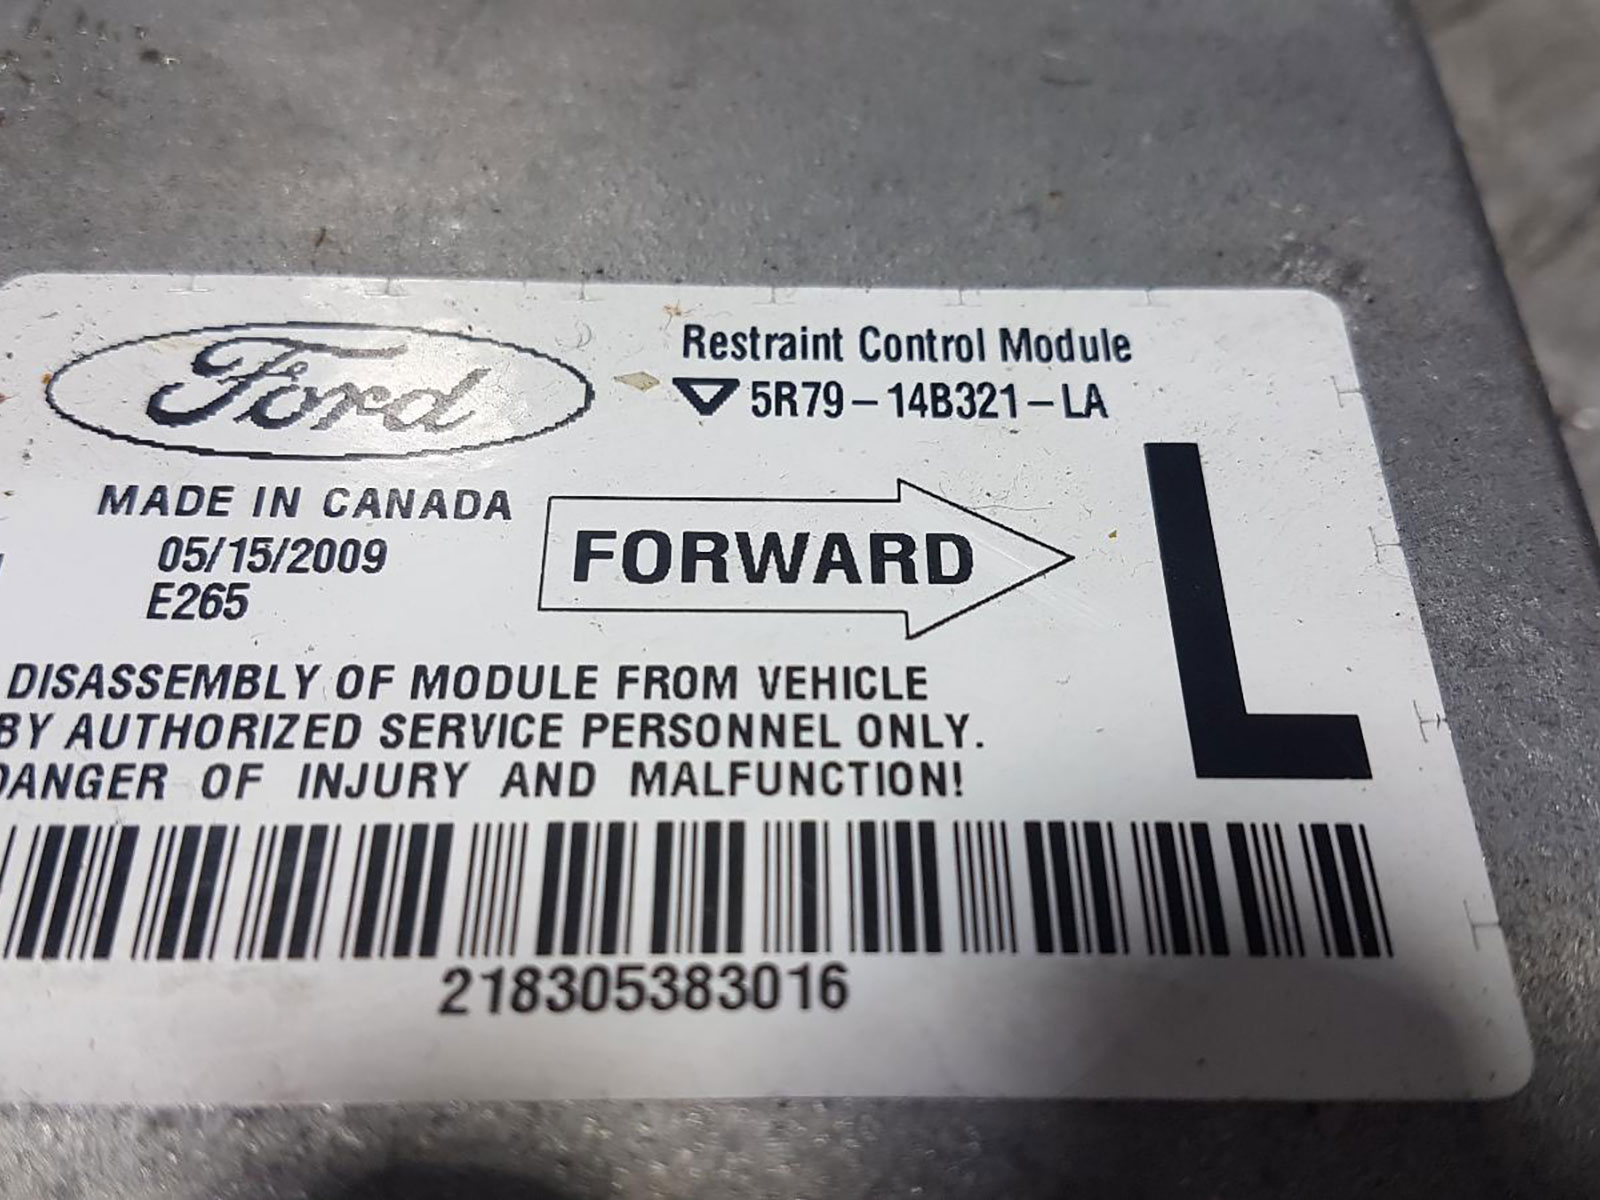 Ford
Restraint Control Module
5R79-14B321-LA
MADE IN CANADA
05/15/2009
E265
FORWARD
L
DISASSEMBLY OF MODULE FROM VEHICLE
BY AUTHORIZED SERVICE PERSONNEL ONLY.
DANGER OF INJURY AND MALFUNCTION!
218305383016